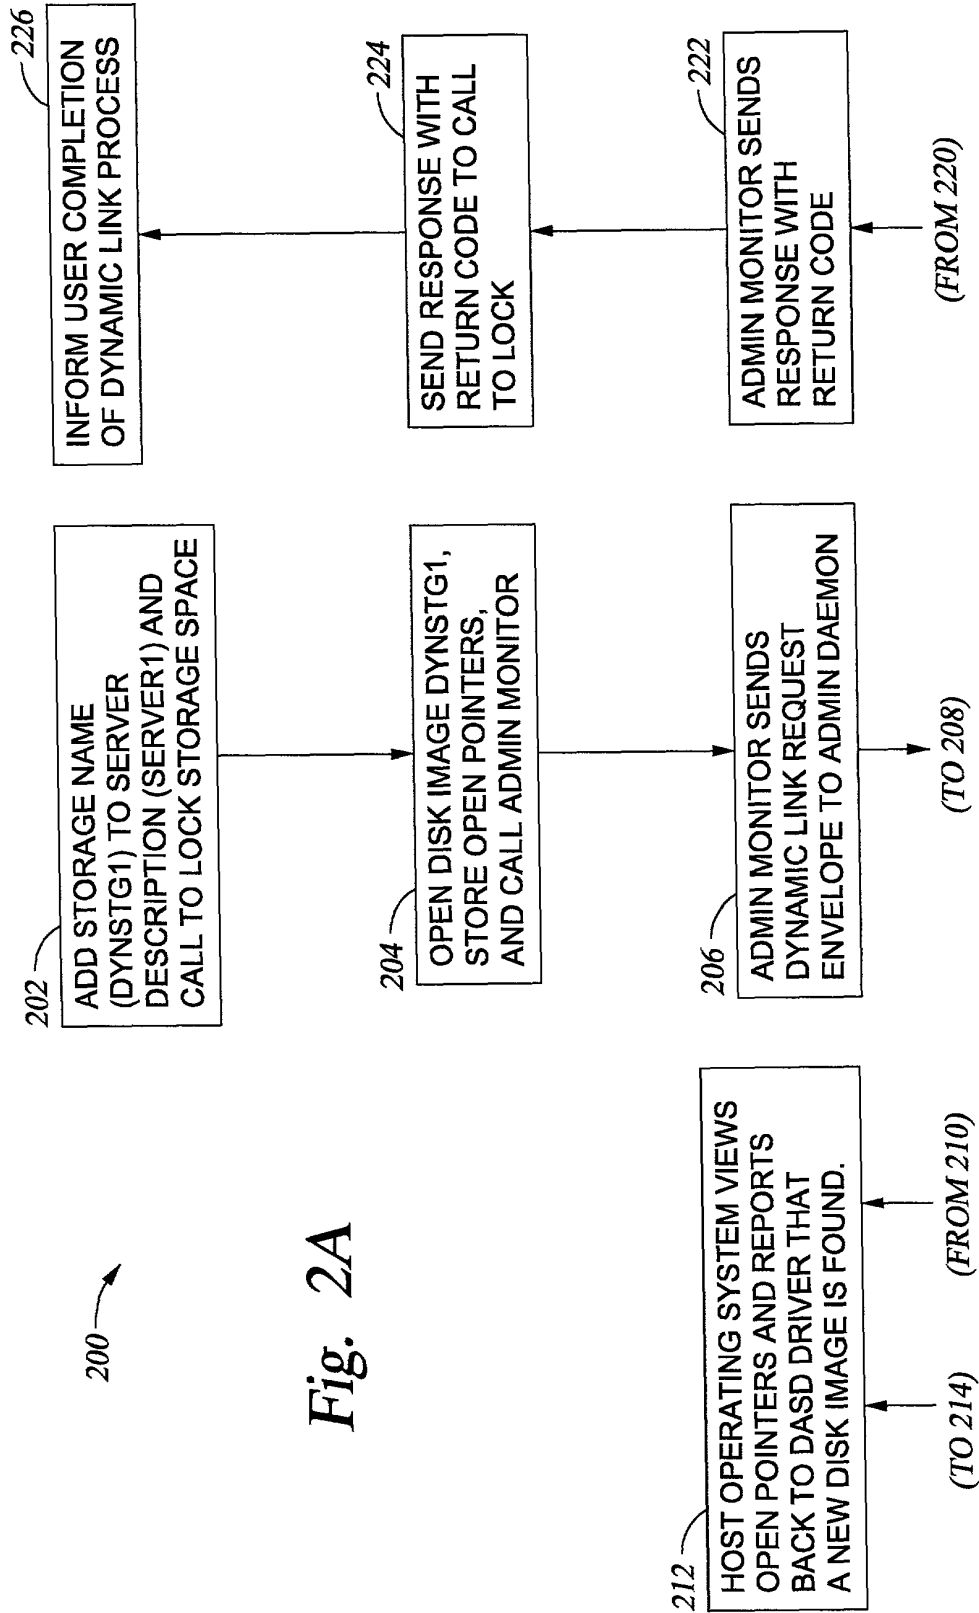 200
Fig. 2A
202
ADD STORAGE NAME
(DYNSTG1) TO SERVER
DESCRIPTION (SERVER1) AND
CALL TO LOCK STORAGE SPACE
204
OPEN DISK IMAGE DYNSTG1,
STORE OPEN POINTERS,
AND CALL ADMIN MONITOR
206
ADMIN MONITOR SENDS
DYNAMIC LINK REQUEST
ENVELOPE TO ADMIN DAEMON
(TO 208)
212
HOST OPERATING SYSTEM VIEWS
OPEN POINTERS AND REPORTS
BACK TO DASD DRIVER THAT
A NEW DISK IMAGE IS FOUND.
(TO 214)
(FROM 210)
226
INFORM USER COMPLETION
OF DYNAMIC LINK PROCESS
224
SEND RESPONSE WITH
RETURN CODE TO CALL
TO LOCK
222
ADMIN MONITOR SENDS
RESPONSE WITH
RETURN CODE
(FROM 220)